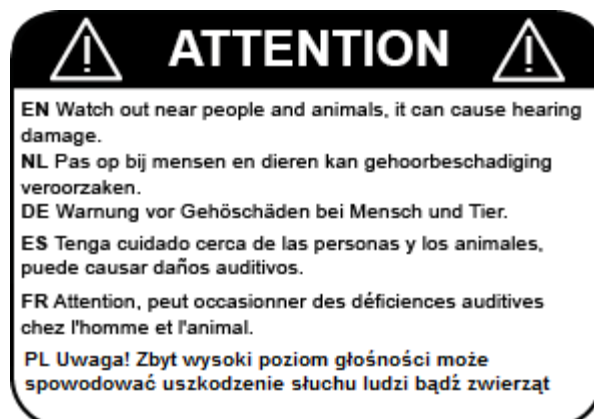 ATTENTION
EN Watch out near people and animals, it can cause hearing
damage.
NL Pas op bij mensen en dieren kan gehoorbeschadiging
veroorzaken.
DE Warnung vor Gehöschäden bei Mensch und Tier.
ES Tenga cuidado cerca de las personas y los animales,
puede causar daños auditivos.
FR Attention, peut occasionner des déficiences auditives
chez l'homme et l'animal.
PL Uwaga! Zbyt wysoki poziom głośności może
spowodować uszkodzenie słuchu ludzi bądź zwierząt